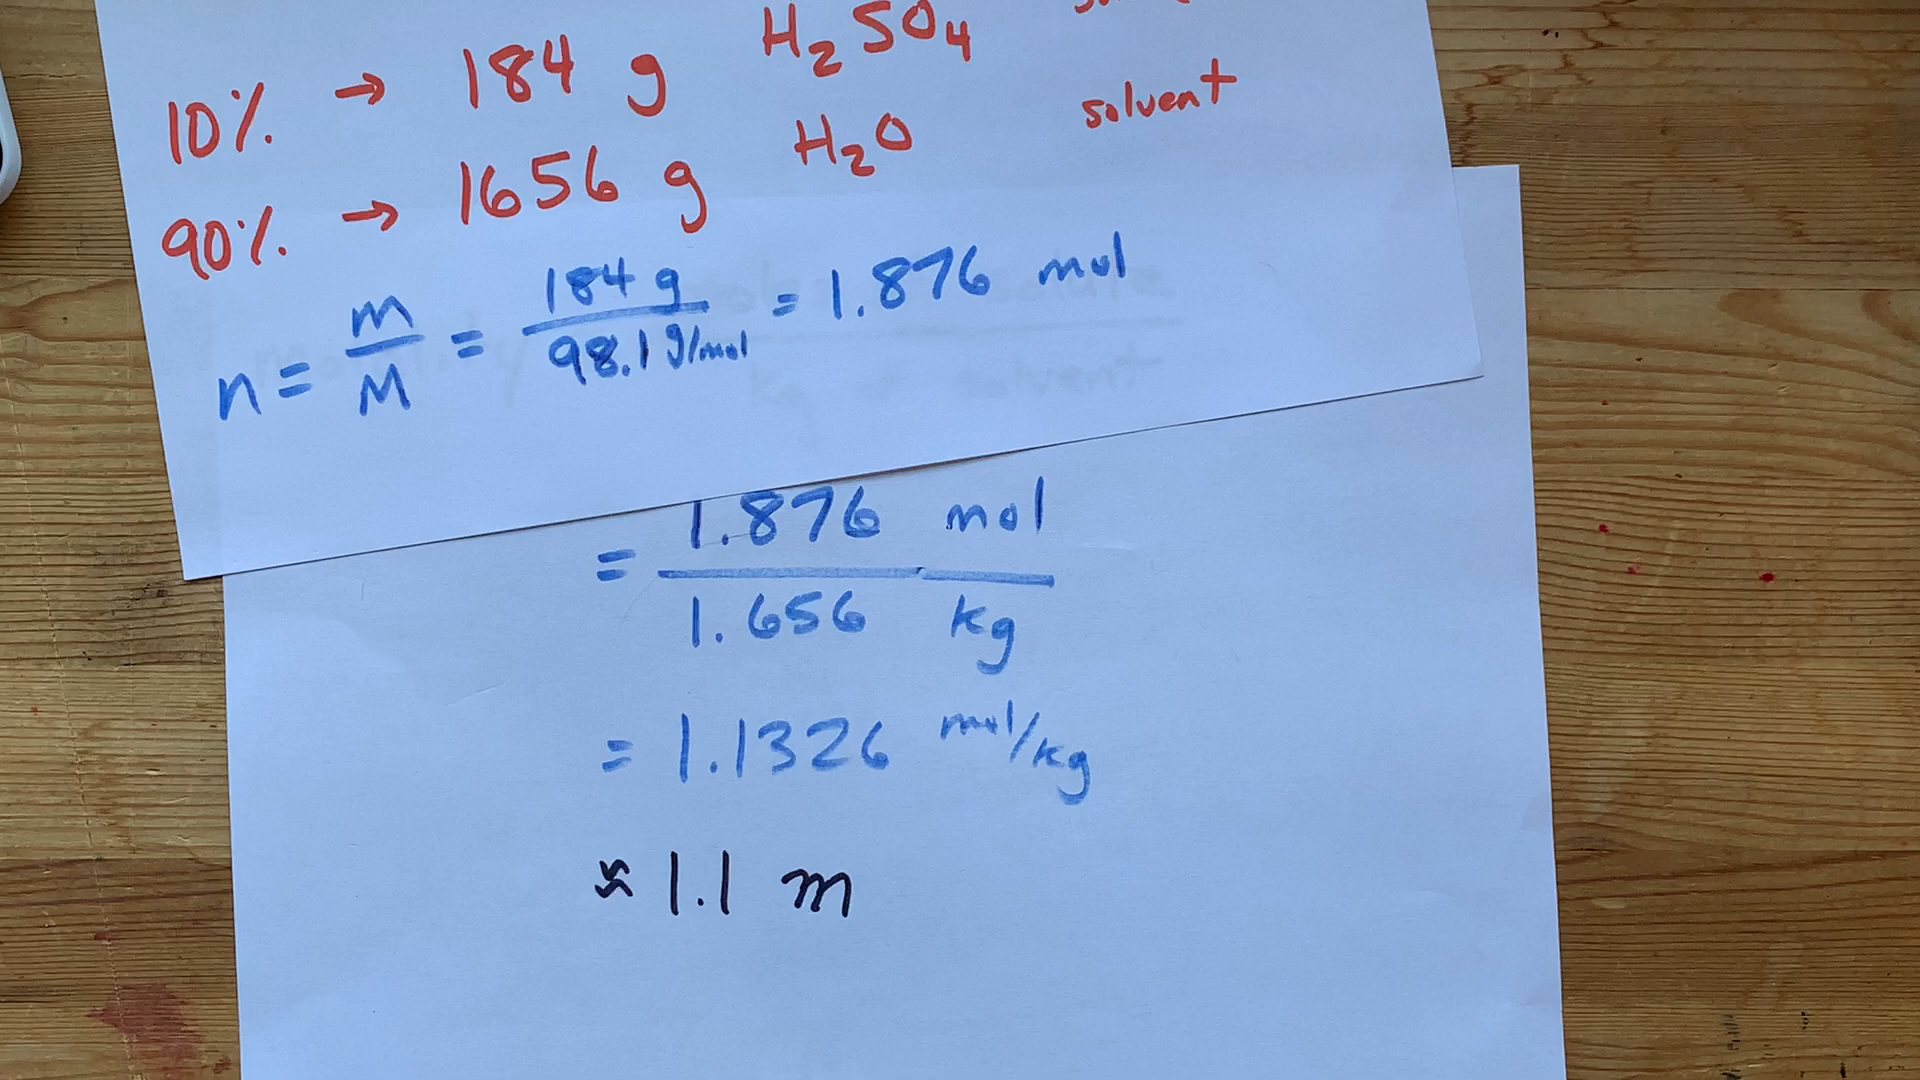 10% → 184 g H₂SO₄
90% → 1656 g H₂O solvent
n = m/M = 184 g / 98.1 g/mol = 1.876 mol
= 1.876 mol / 1.656 kg
= 1.1326 mol/kg
≈ 1.1 m